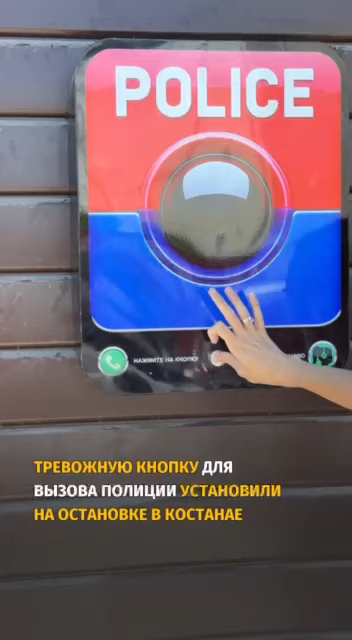 POLICE
НАЖМИТЕ НА КНОПКУ
ТРЕВОЖНУЮ КНОПКУ ДЛЯ
ВЫЗОВА ПОЛИЦИИ УСТАНОВИЛИ
НА ОСТАНОВКЕ В КОСТАНАЕ